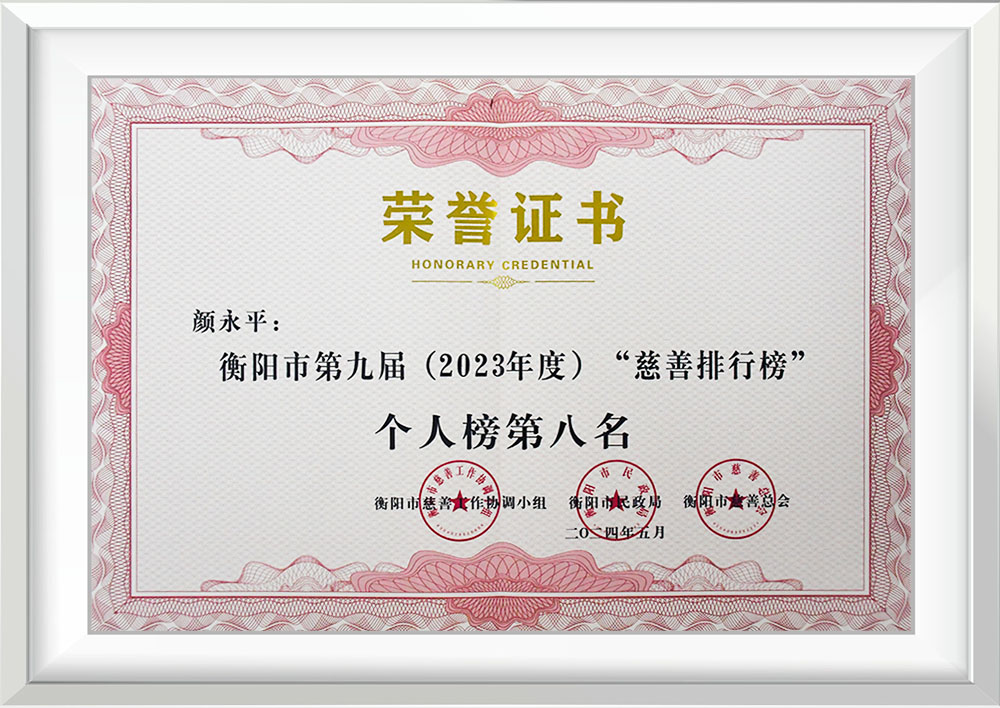 荣誉证书
HONORARY CREDENTIAL
颜永平：
衡阳市第九届（2023年度）“慈善排行榜”
个人榜第八名
衡阳市慈善工作协调小组 衡阳市民政局 衡阳市慈善总会
二〇二四年五月